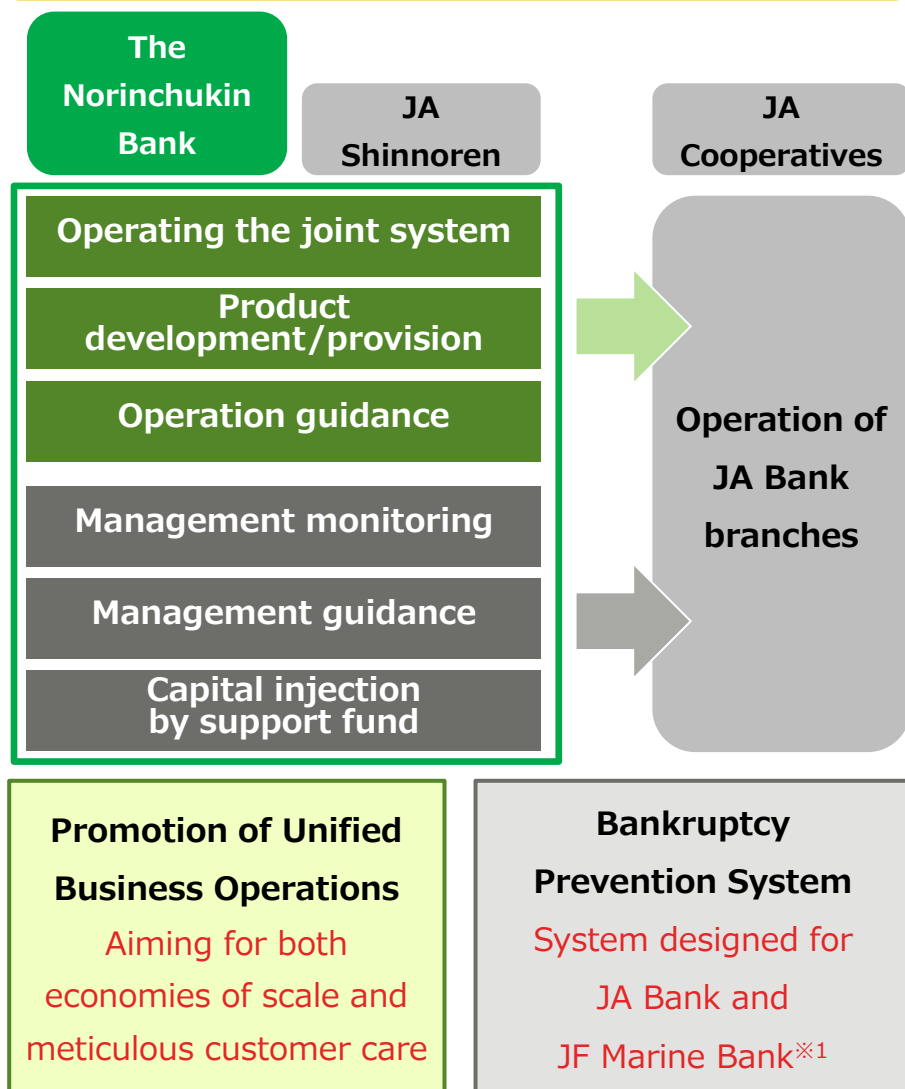 The
Norinchukin
Bank
JA
Shinnoren
JA
Cooperatives
Operating the joint system
Product
development/provision
Operation guidance
Management monitoring
Management guidance
Capital injection
by support fund
Operation of
JA Bank
branches
Promotion of Unified
Business Operations
Aiming for both
economies of scale and
meticulous customer care
Bankruptcy
Prevention System
System designed for
JA Bank and
JF Marine Bank※1